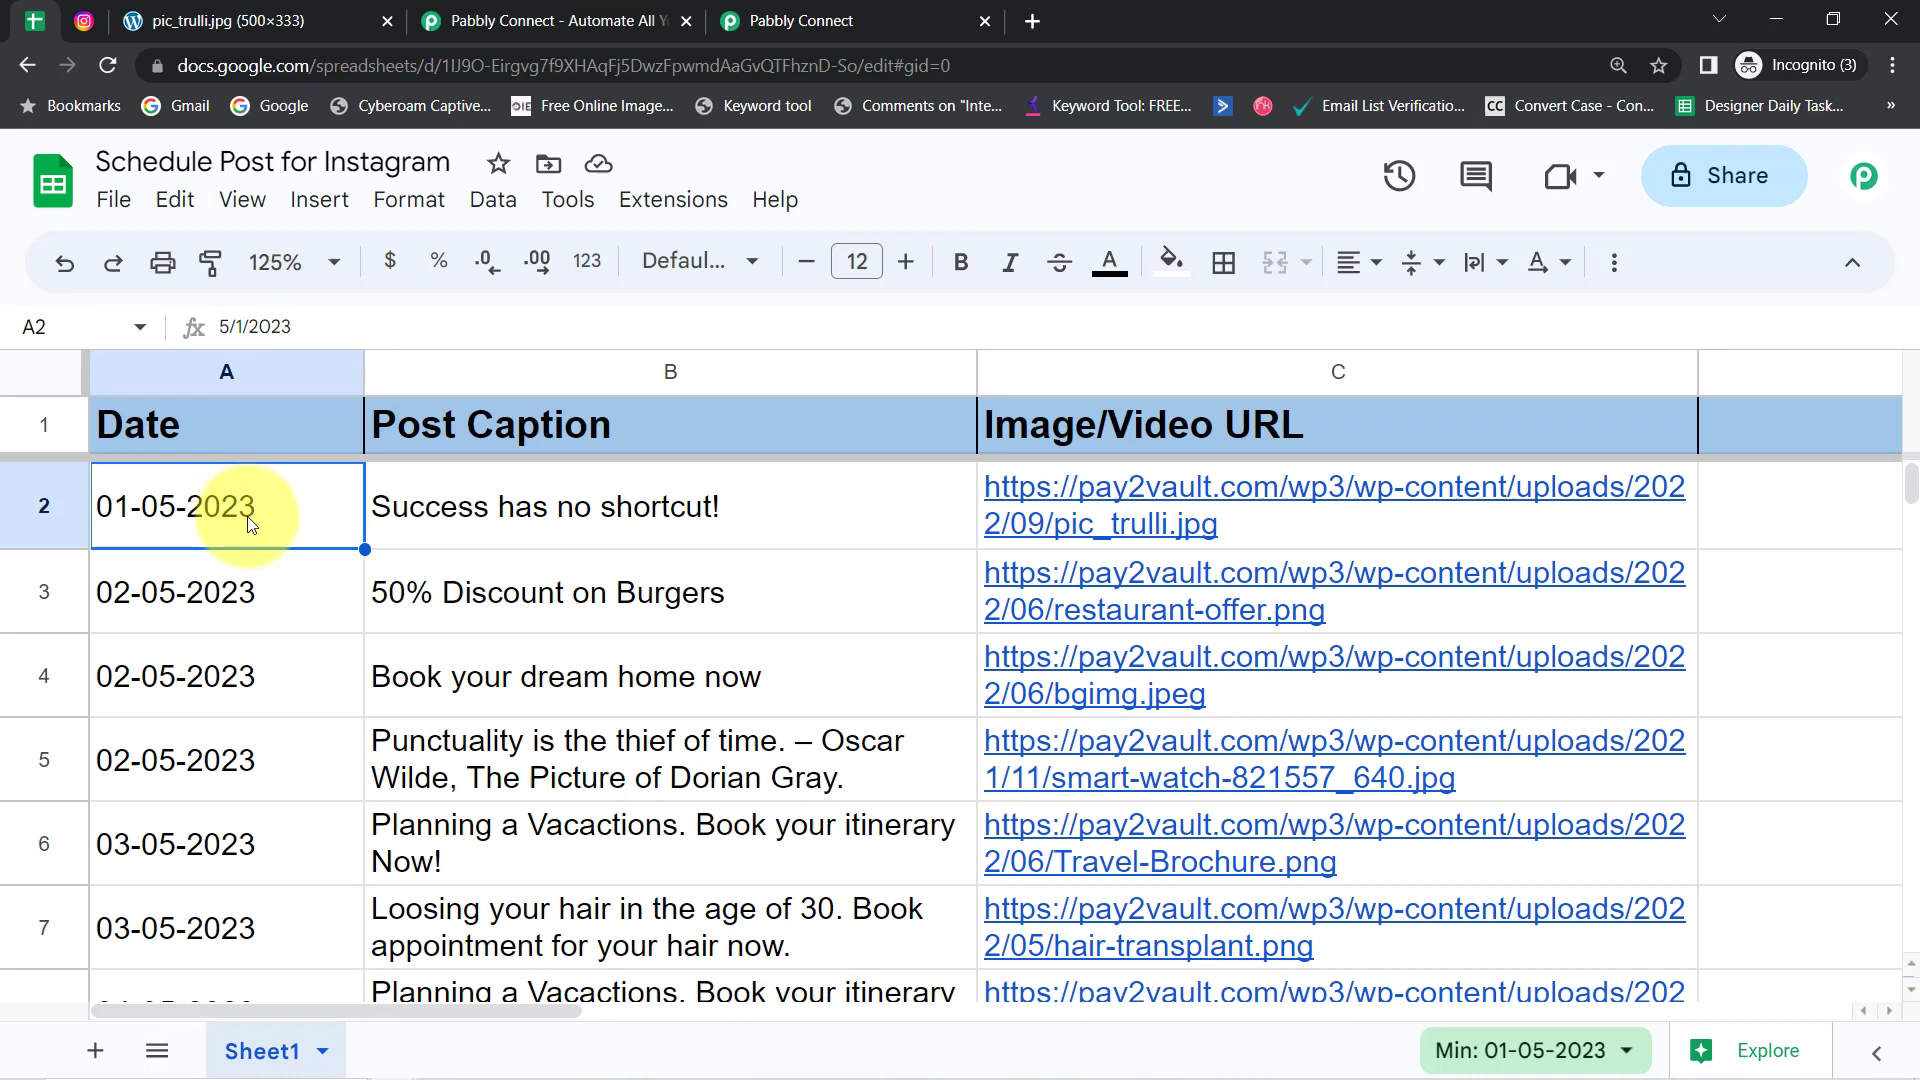 pic_trulli.jpg (500×333)
Pabbly Connect - Automate All Y
Pabbly Connect
docs.google.com/spreadsheets/d/1IJ9O-Eirgvg7f9XHAqFj5DwzFpwmdAaGvQTFhznD-So/edit#gid=0
Incognito (3)
Bookmarks
Gmail
Google
Cyberoam Captive...
Free Online Image...
Keyword tool
Comments on "Inte...
Keyword Tool: FREE...
Email List Verificatio...
CC
Convert Case - Con...
Designer Daily Task...
»
Schedule Post for Instagram
Share
File Edit View Insert Format Data Tools Extensions Help
125% $ % .0 .00 123 Defaul... − 12 + B I A
A2 fx 5/1/2023
A B C
1 Date Post Caption Image/Video URL
2 01-05-2023 Success has no shortcut! https://pay2vault.com/wp3/wp-content/uploads/202
2/09/pic_trulli.jpg
3 02-05-2023 50% Discount on Burgers https://pay2vault.com/wp3/wp-content/uploads/202
2/06/restaurant-offer.png
4 02-05-2023 Book your dream home now https://pay2vault.com/wp3/wp-content/uploads/202
2/06/bgimg.jpeg
5 02-05-2023 Punctuality is the thief of time. – Oscar https://pay2vault.com/wp3/wp-content/uploads/202
Wilde, The Picture of Dorian Gray. 1/11/smart-watch-821557_640.jpg
6 03-05-2023 Planning a Vacactions. Book your itinerary https://pay2vault.com/wp3/wp-content/uploads/202
Now! 2/06/Travel-Brochure.png
7 03-05-2023 Loosing your hair in the age of 30. Book https://pay2vault.com/wp3/wp-content/uploads/202
appointment for your hair now. 2/05/hair-transplant.png
Planning a Vacactions. Book your itinerary https://pay2vault.com/wp3/wp-content/uploads/202
Sheet1
Min: 01-05-2023
Explore